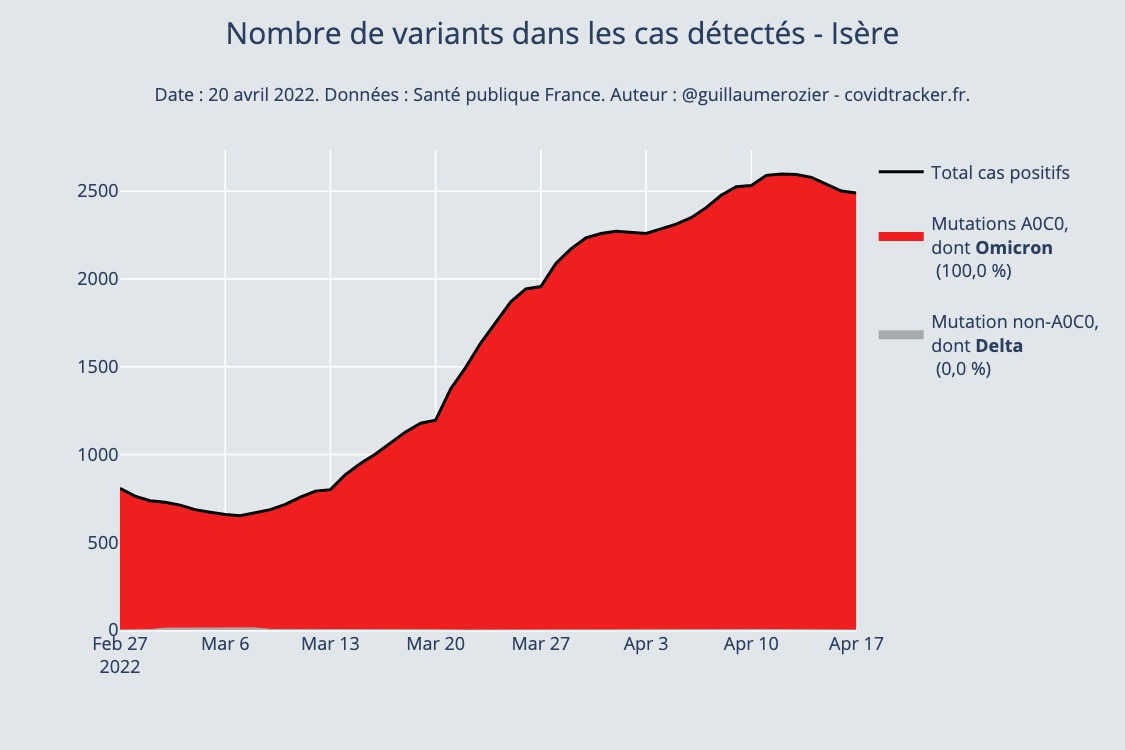 Nombre de variants dans les cas détectés - Isère
Date : 20 avril 2022. Données : Santé publique France. Auteur : @guillaumerozier - covidtracker.fr.
2500
2000
1500
1000
500
0
Feb 27
2022
Mar 6
Mar 13
Mar 20
Mar 27
Apr 3
Apr 10
Apr 17
Total cas positifs
Mutations A0C0,
dont Omicron
(100,0 %)
Mutation non-A0C0,
dont Delta
(0,0 %)